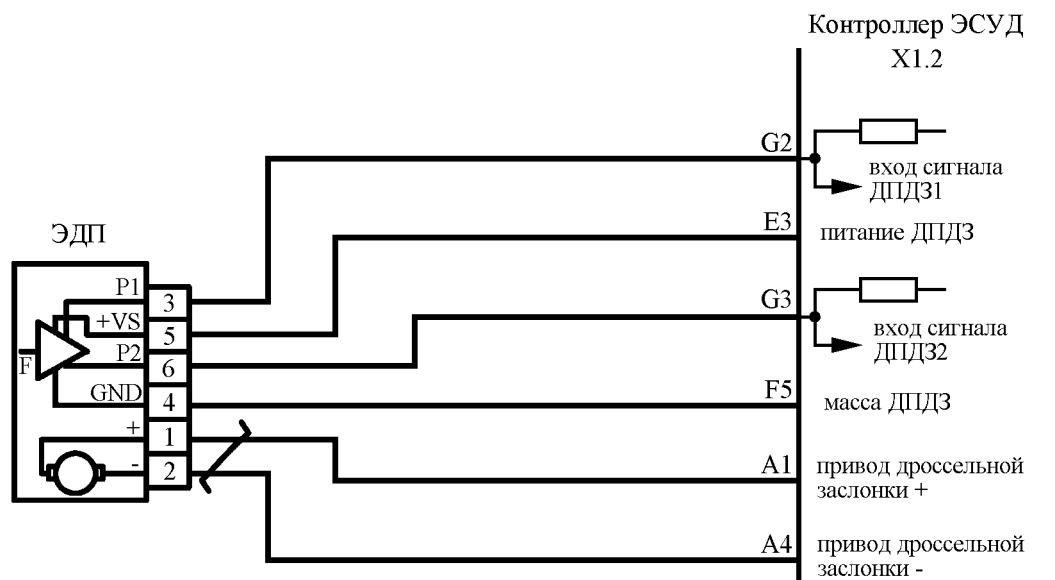 Контроллер ЭСУД
X1.2
G2
вход сигнала
ДПДЗ1
E3
питание ДПДЗ
ЭДП
P1
3
+VS
5
G3
вход сигнала
ДПДЗ2
F
P2
6
GND
4
F5
масса ДПДЗ
+
1
-
2
A1
привод дроссельной
заслонки +
A4
привод дроссельной
заслонки -